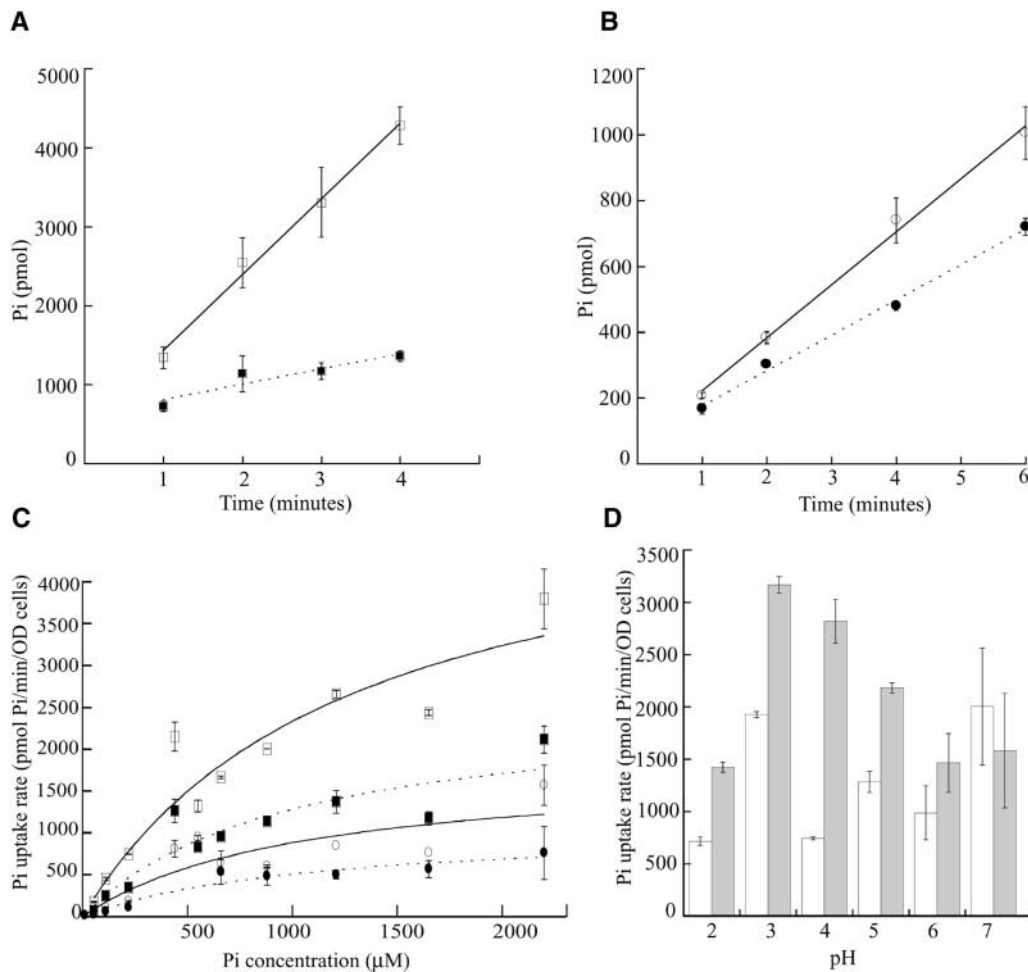 A
5000
4000
3000
2000
1000
0
Pi (pmol)
1 2 3 4
Time (minutes)
B
1200
1000
800
600
400
200
0
Pi (pmol)
1 2 3 4 5 6
Time (minutes)
C
4000
3500
3000
2500
2000
1500
1000
500
0
Pi uptake rate (pmol Pi/min/OD cells)
500 1000 1500 2000
Pi concentration (µM)
D
3500
3000
2500
2000
1500
1000
500
0
Pi uptake rate (pmol Pi/min/OD cells)
2 3 4 5 6 7
pH